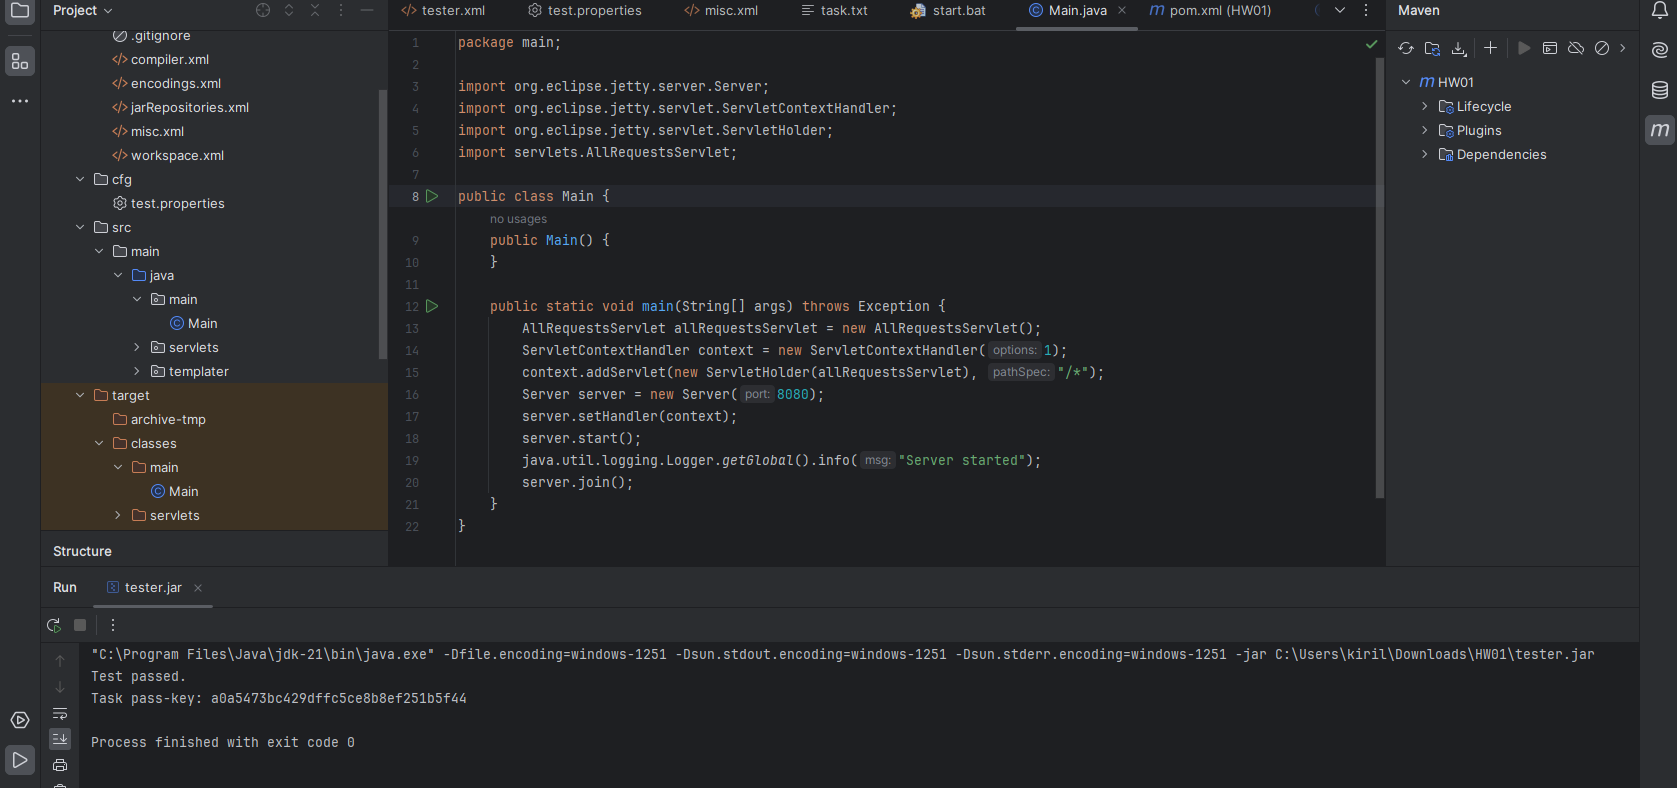 Project
tester.xml
test.properties
misc.xml
task.txt
start.bat
Main.java
pom.xml (HW01)
Maven
.gitignore
compiler.xml
encodings.xml
jarRepositories.xml
misc.xml
workspace.xml
cfg
test.properties
src
main
java
main
Main
servlets
templater
target
archive-tmp
classes
main
Main
servlets
Structure
1 package main;
2
3 import org.eclipse.jetty.server.Server;
4 import org.eclipse.jetty.servlet.ServletContextHandler;
5 import org.eclipse.jetty.servlet.ServletHolder;
6 import servlets.AllRequestsServlet;
7
8 public class Main {
no usages
9 public Main() {
10 }
11
12 public static void main(String[] args) throws Exception {
13 AllRequestsServlet allRequestsServlet = new AllRequestsServlet();
14 ServletContextHandler context = new ServletContextHandler( options: 1);
15 context.addServlet(new ServletHolder(allRequestsServlet), pathSpec: "/*");
16 Server server = new Server( port: 8080);
17 server.setHandler(context);
18 server.start();
19 java.util.logging.Logger.getGlobal().info( msg: "Server started");
20 server.join();
21 }
22 }
m HW01
Lifecycle
Plugins
Dependencies
Run
tester.jar
"C:\Program Files\Java\jdk-21\bin\java.exe" -Dfile.encoding=windows-1251 -Dsun.stdout.encoding=windows-1251 -Dsun.stderr.encoding=windows-1251 -jar C:\Users\kiril\Downloads\HW01\tester.jar
Test passed.
Task pass-key: a0a5473bc429dffc5ce8b8ef251b5f44
Process finished with exit code 0